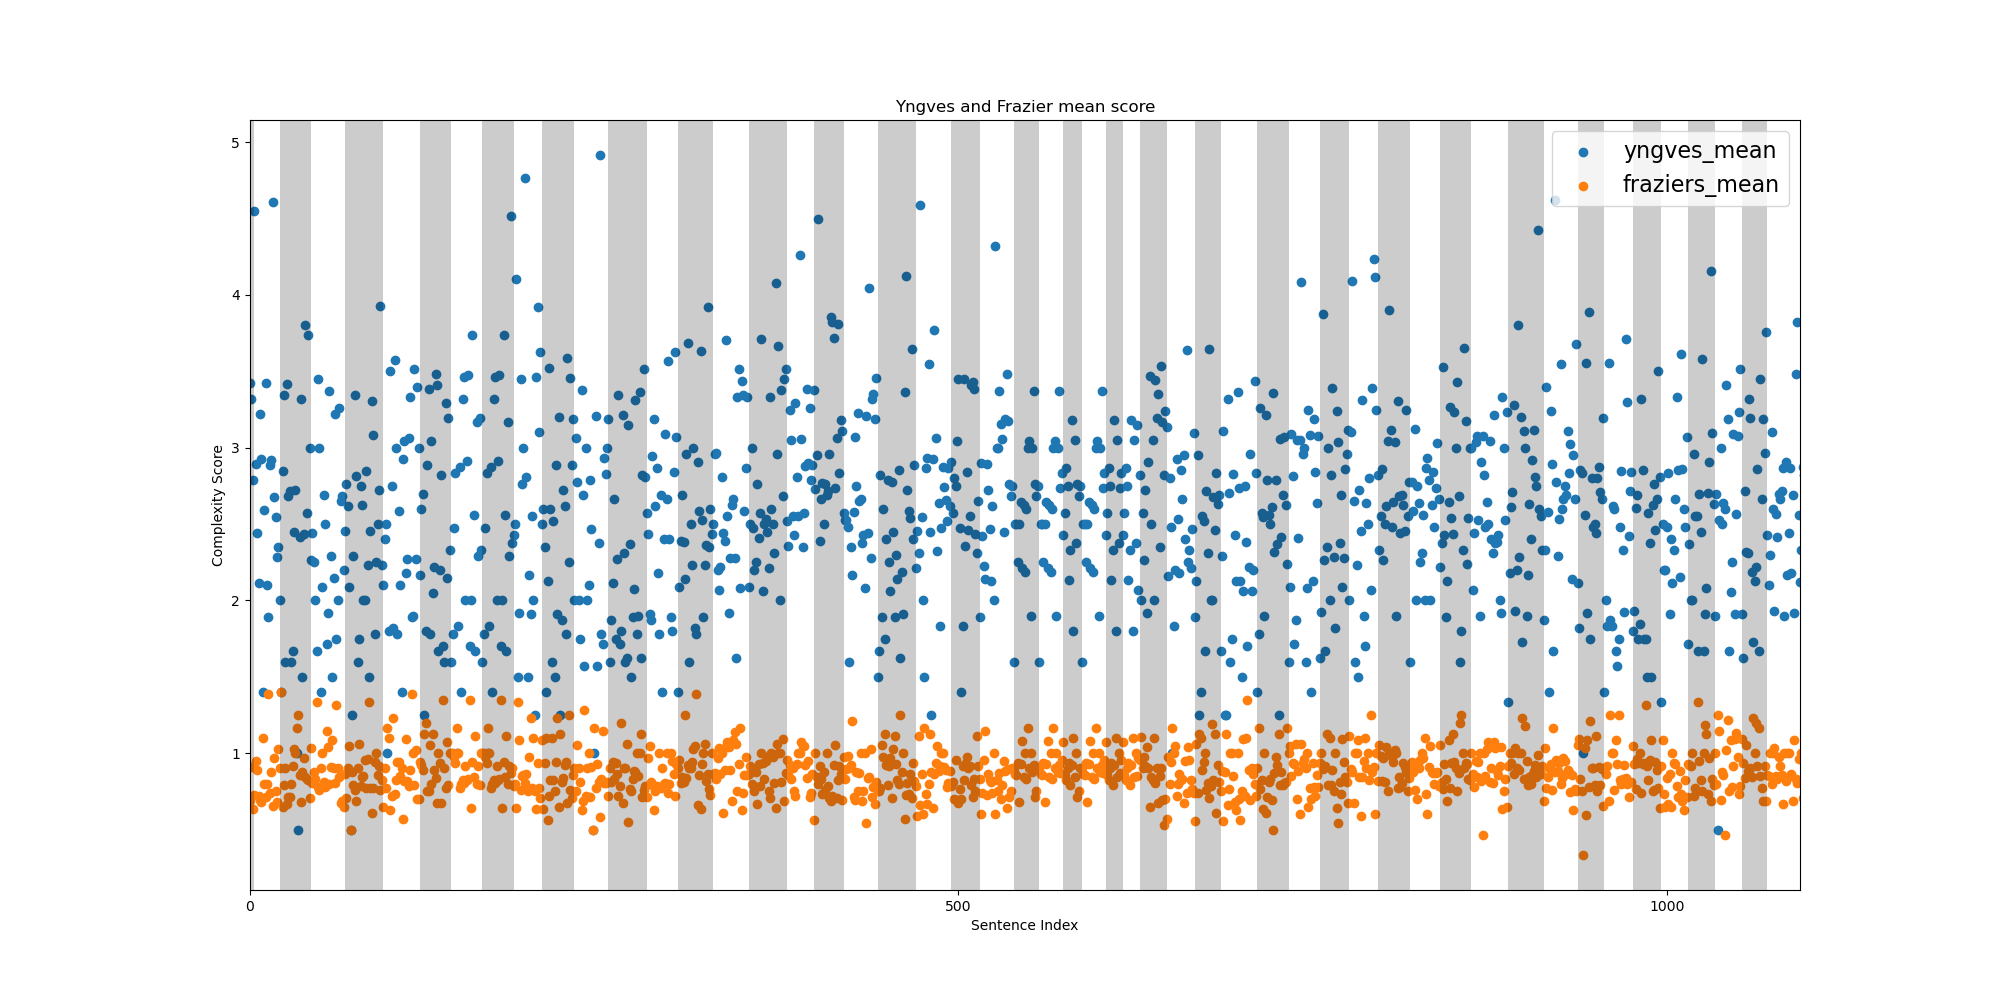 Yngves and Frazier mean score
yngves_mean
fraziers_mean
Complexity Score
5
4
3
2
1
0
500
1000
Sentence Index